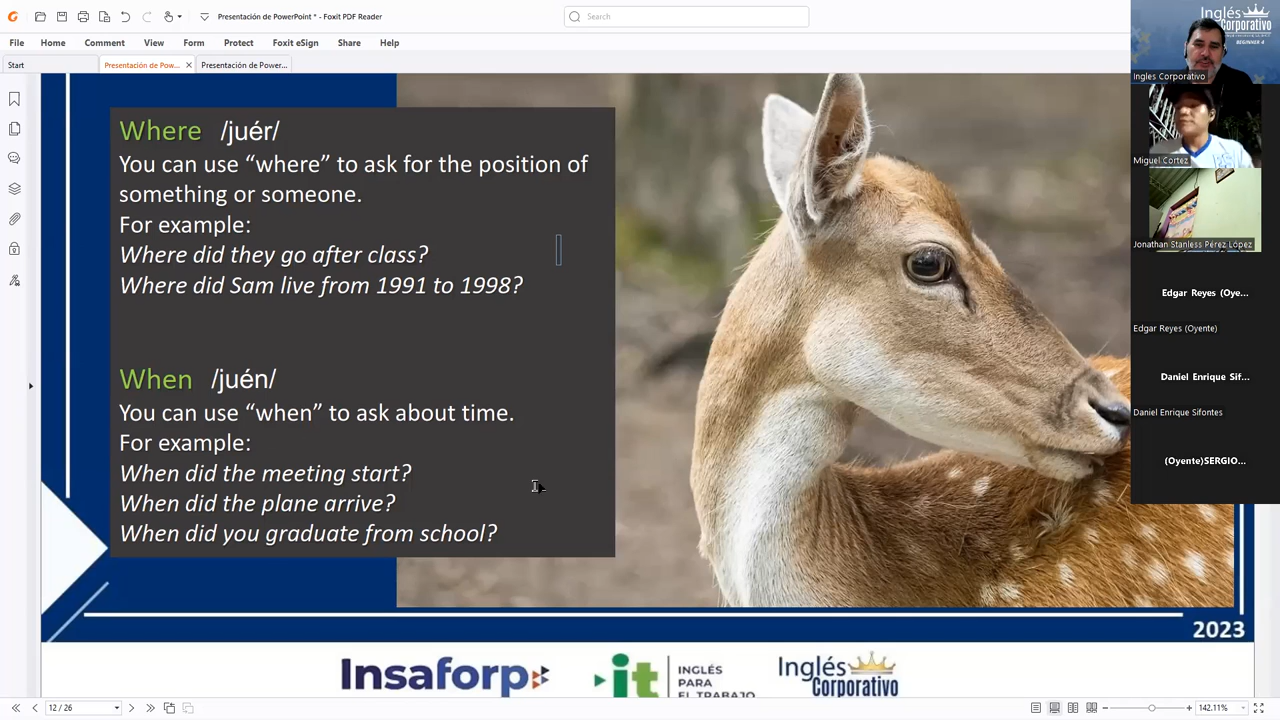 Presentación de PowerPoint * - Foxit PDF Reader
Search
File Home Comment View Form Protect Foxit eSign Share Help
Start Presentación de Pow... Presentación de Power...
Where /juér/
You can use “where” to ask for the position of
something or someone.
For example:
Where did they go after class?
Where did Sam live from 1991 to 1998?
When /juén/
You can use “when” to ask about time.
For example:
When did the meeting start?
When did the plane arrive?
When did you graduate from school?
2023
Insaforp
it INGLÉS
PARA
EL TRABAJO
Inglés
Corporativo
12 / 26
142.11%
Inglés
Corporativo
BEGINNER 4
Ingles Corporativo
Miguel Cortez
Jonathan Stanless Pérez López
Edgar Reyes (Oye...
Edgar Reyes (Oyente)
Daniel Enrique Sif...
Daniel Enrique Sifontes
(Oyente)SERGIO...